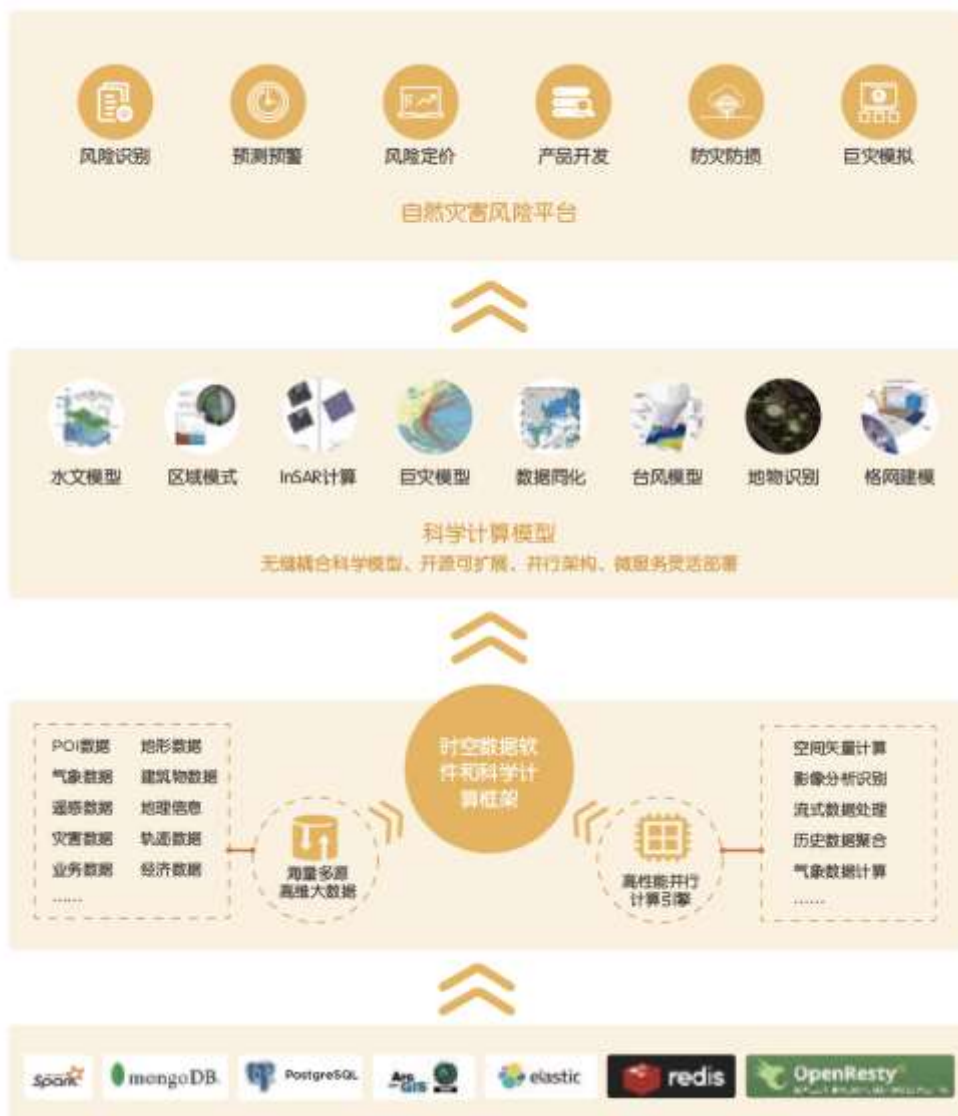 风险识别
预测预警
风险定价
产品开发
防灾防损
巨灾模拟
自然灾害风险平台
水文模型
区域模式
InSAR计算
巨灾模型
数据同化
台风模型
地物识别
格网建模
科学计算模型
无缝耦合科学模型、开源可扩展、并行架构、微服务灵活部署
POI数据 地形数据
气象数据 建筑物数据
遥感数据 地理信息
灾害数据 轨迹数据
业务数据 经济数据
……
海量多源
高维大数据
时空数据软
件和科学计
算框架
高性能并行
计算引擎
空间矢量计算
影像分析识别
流式数据处理
历史数据聚合
气象数据计算
……
Spark
mongoDB
PostgreSQL
ArcGIS
elastic
redis
OpenResty